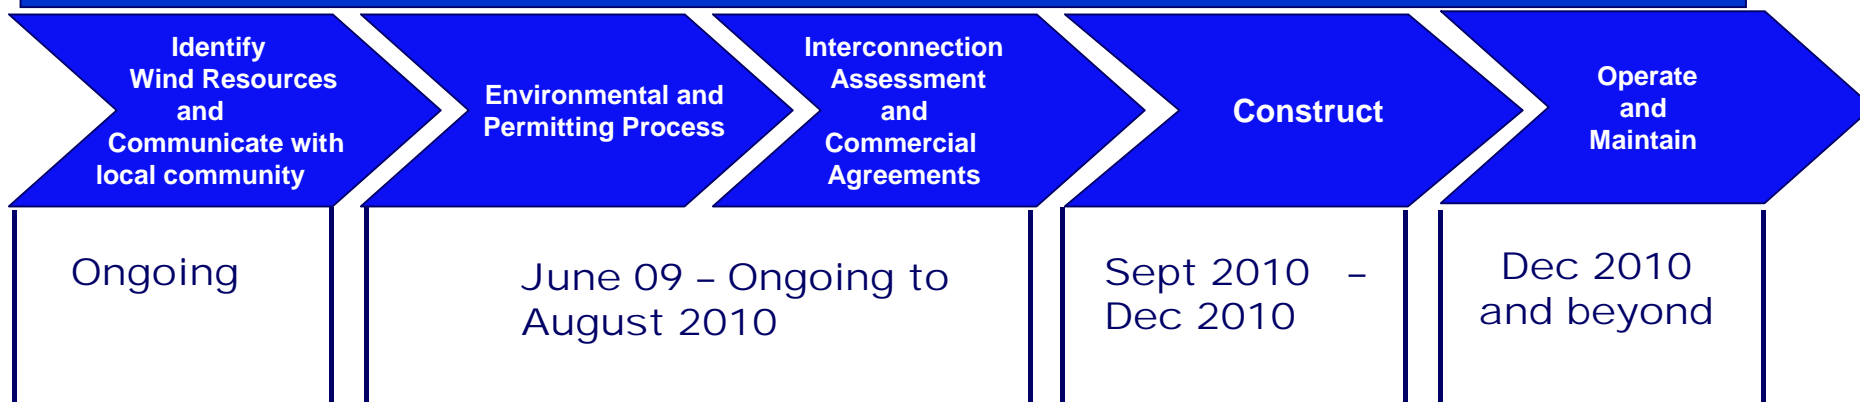 Identify
Wind Resources
and
Communicate with
local community
Environmental and
Permitting Process
Interconnection
Assessment
and
Commercial
Agreements
Construct
Operate
and
Maintain
Ongoing
June 09 – Ongoing to
August 2010
Sept 2010 –
Dec 2010
Dec 2010
and beyond